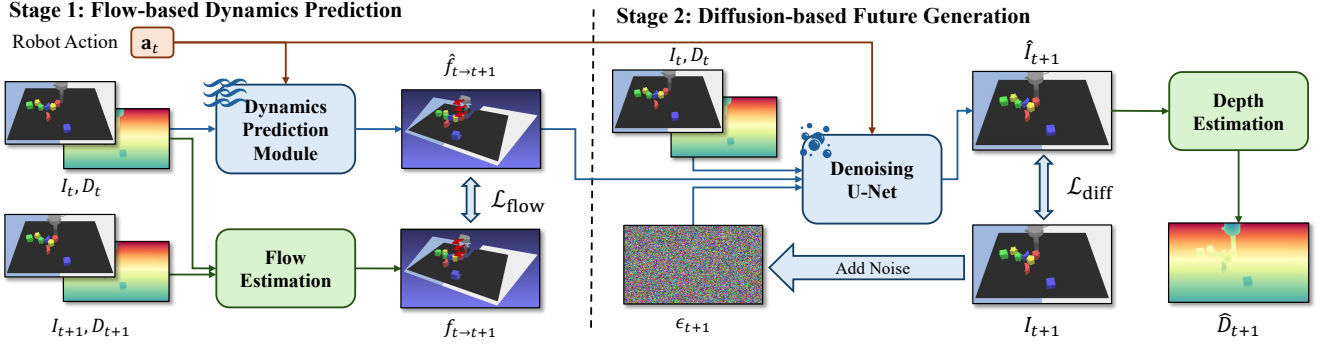 Stage 1: Flow-based Dynamics Prediction
Robot Action
a_t
I_t, D_t
Dynamics
Prediction
Module
f̂_{t→t+1}
ℒ_flow
Flow
Estimation
I_{t+1}, D_{t+1}
f_{t→t+1}
Stage 2: Diffusion-based Future Generation
I_t, D_t
Denoising
U-Net
ϵ_{t+1}
Add Noise
Î_{t+1}
ℒ_diff
I_{t+1}
Depth
Estimation
D̂_{t+1}